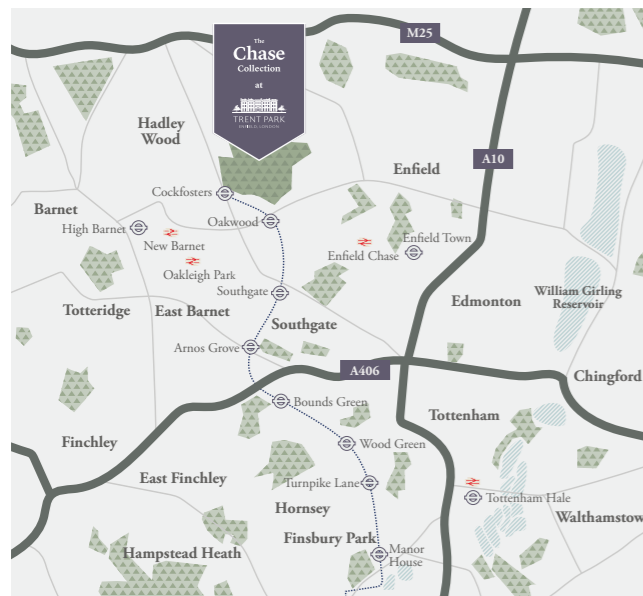 The
Chase
Collection
at
TRENT PARK
ENFIELD, LONDON
M25
Hadley
Wood
A10
Enfield
Cockfosters
Barnet
High Barnet
Oakwood
New Barnet
Enfield Town
Enfield Chase
Oakleigh Park
Southgate
William Girling
Reservoir
Edmonton
Totteridge
East Barnet
Southgate
Arnos Grove
A406
Chingford
Bounds Green
Tottenham
Finchley
Wood Green
East Finchley
Turnpike Lane
Tottenham Hale
Hornsey
Walthamstow
Finsbury Park
Hampstead Heath
Manor
House